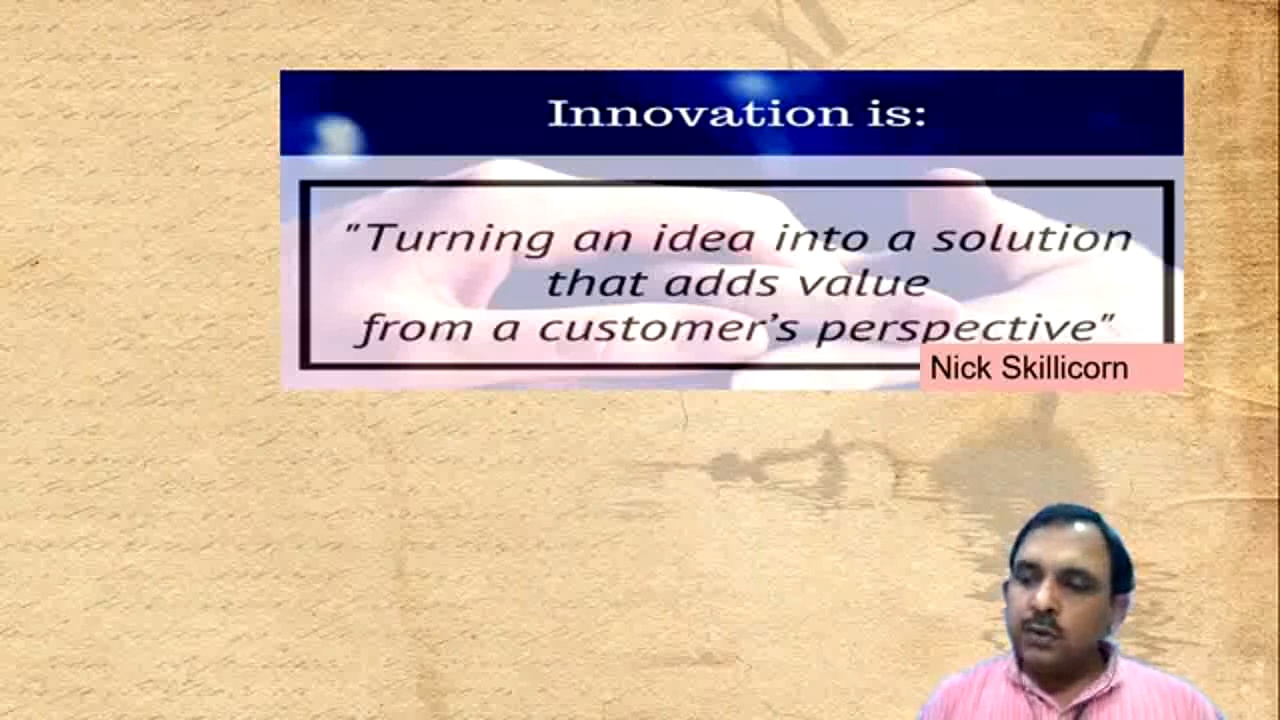 Innovation is:
"Turning an idea into a solution
that adds value
from a customer’s perspective"
Nick Skillicorn